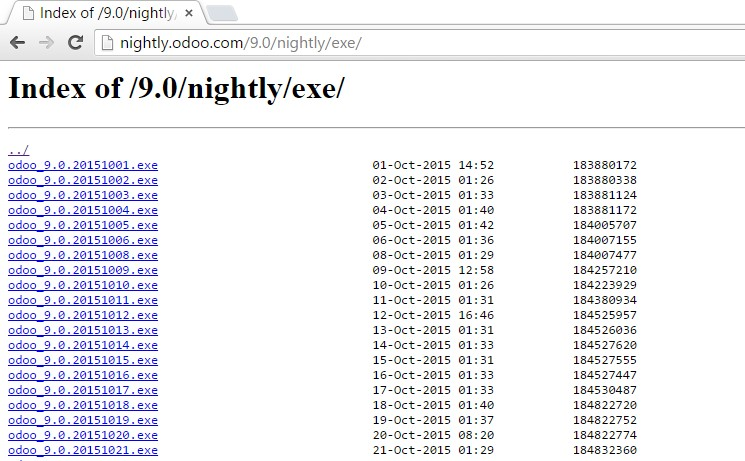 Index of /9.0/nightly/
nightly.odoo.com/9.0/nightly/exe/
Index of /9.0/nightly/exe/
../
odoo_9.0.20151001.exe 01-Oct-2015 14:52 183880172
odoo_9.0.20151002.exe 02-Oct-2015 01:26 183880338
odoo_9.0.20151003.exe 03-Oct-2015 01:33 183881124
odoo_9.0.20151004.exe 04-Oct-2015 01:40 183881172
odoo_9.0.20151005.exe 05-Oct-2015 01:42 184005707
odoo_9.0.20151006.exe 06-Oct-2015 01:36 184007155
odoo_9.0.20151008.exe 08-Oct-2015 01:29 184007477
odoo_9.0.20151009.exe 09-Oct-2015 12:58 184257210
odoo_9.0.20151010.exe 10-Oct-2015 01:26 184223929
odoo_9.0.20151011.exe 11-Oct-2015 01:31 184380934
odoo_9.0.20151012.exe 12-Oct-2015 16:46 184525957
odoo_9.0.20151013.exe 13-Oct-2015 01:31 184526036
odoo_9.0.20151014.exe 14-Oct-2015 01:33 184527620
odoo_9.0.20151015.exe 15-Oct-2015 01:31 184527555
odoo_9.0.20151016.exe 16-Oct-2015 01:33 184527447
odoo_9.0.20151017.exe 17-Oct-2015 01:33 184530487
odoo_9.0.20151018.exe 18-Oct-2015 01:40 184822720
odoo_9.0.20151019.exe 19-Oct-2015 01:37 184822752
odoo_9.0.20151020.exe 20-Oct-2015 08:20 184822774
odoo_9.0.20151021.exe 21-Oct-2015 01:29 184832360